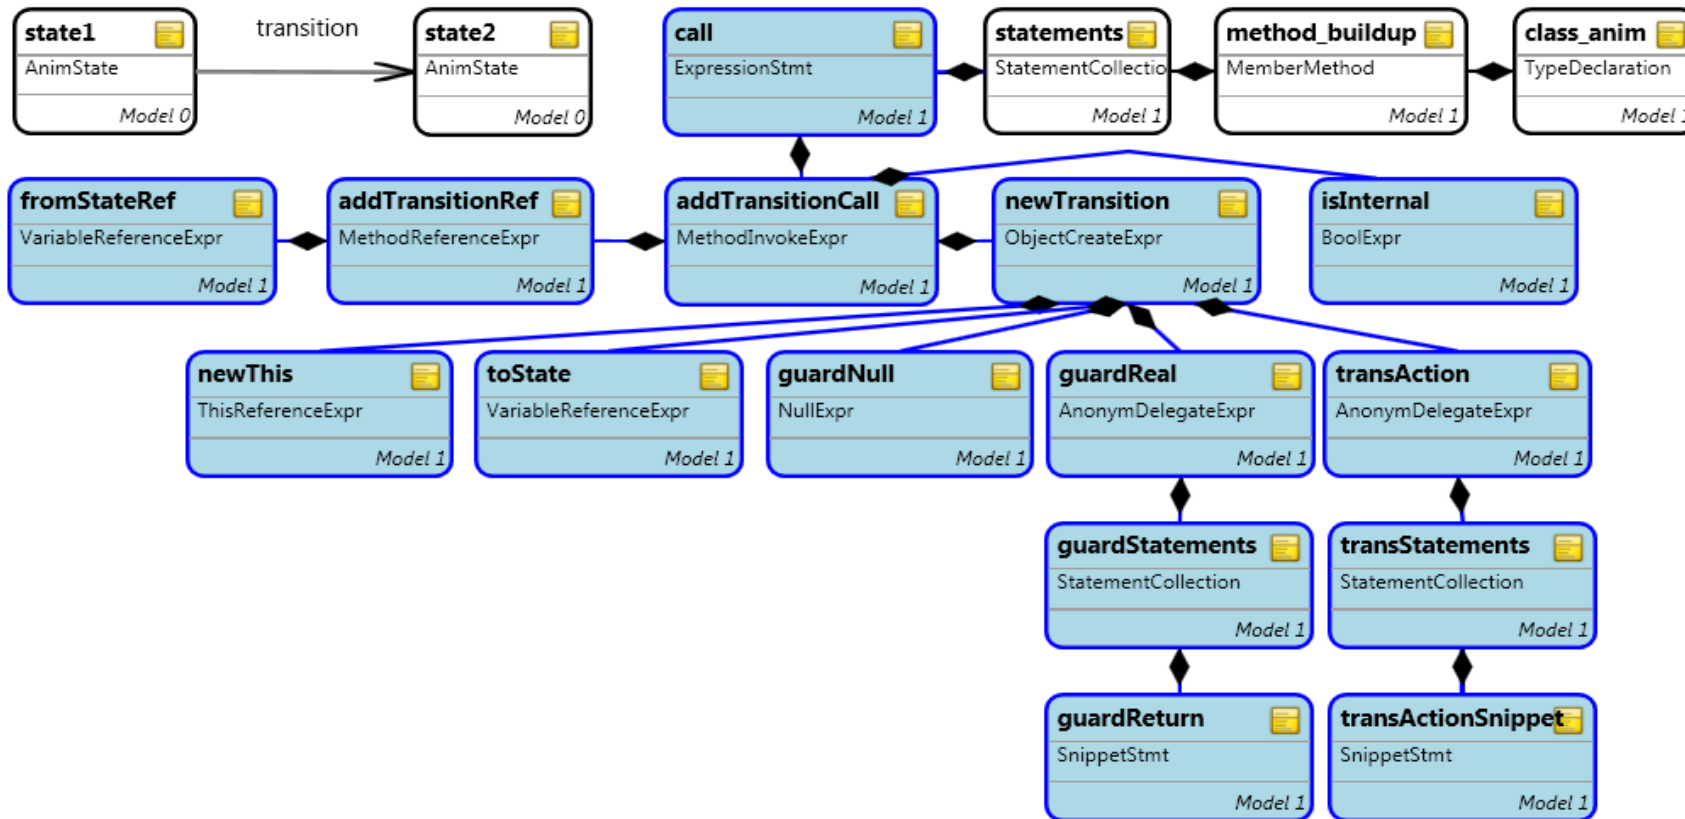 state1
AnimState
Model 0
transition
state2
AnimState
Model 0
call
ExpressionStmt
Model 1
statements
StatementCollectio
Model 1
method_buildup
MemberMethod
Model 1
class_anim
TypeDeclaration
Model 1
fromStateRef
VariableReferenceExpr
Model 1
addTransitionRef
MethodReferenceExpr
Model 1
addTransitionCall
MethodInvokeExpr
Model 1
newTransition
ObjectCreateExpr
Model 1
isInternal
BoolExpr
Model 1
newThis
ThisReferenceExpr
Model 1
toState
VariableReferenceExpr
Model 1
guardNull
NullExpr
Model 1
guardReal
AnonymDelegateExpr
Model 1
transAction
AnonymDelegateExpr
Model 1
guardStatements
StatementCollection
Model 1
transStatements
StatementCollection
Model 1
guardReturn
SnippetStmt
Model 1
transActionSnippet
SnippetStmt
Model 1